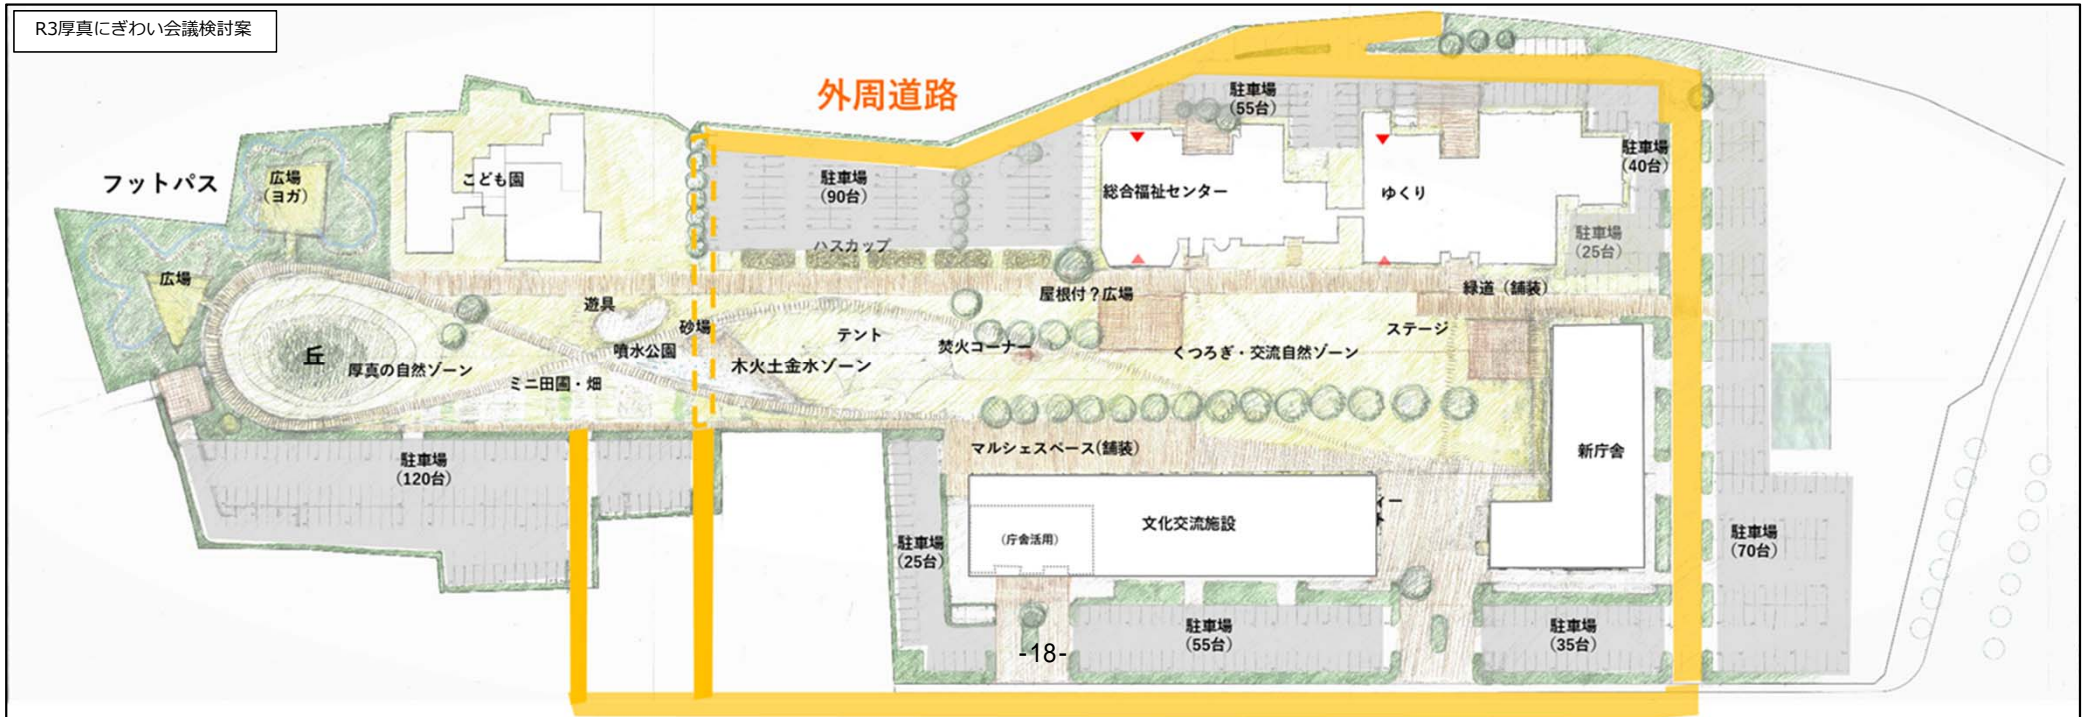 R3厚真にぎわい会議検討案
外周道路
駐車場
（55台）
フットパス
広場
（ヨガ）
こども園
駐車場
（90台）
総合福祉センター
ゆくり
駐車場
（40台）
ハスカップ
駐車場
（25台）
広場
遊具
屋根付？広場
緑道（舗装）
砂場
テント
ステージ
丘
噴水公園
焚火コーナー
くつろぎ・交流自然ゾーン
厚真の自然ゾーン
木火土金水ゾーン
ミニ田圃・畑
マルシェスペース(舗装）
新庁舎
駐車場
（120台）
文化交流施設
（庁舎活用）
駐車場
（25台）
駐車場
（70台）
駐車場
（55台）
駐車場
（35台）
-18-